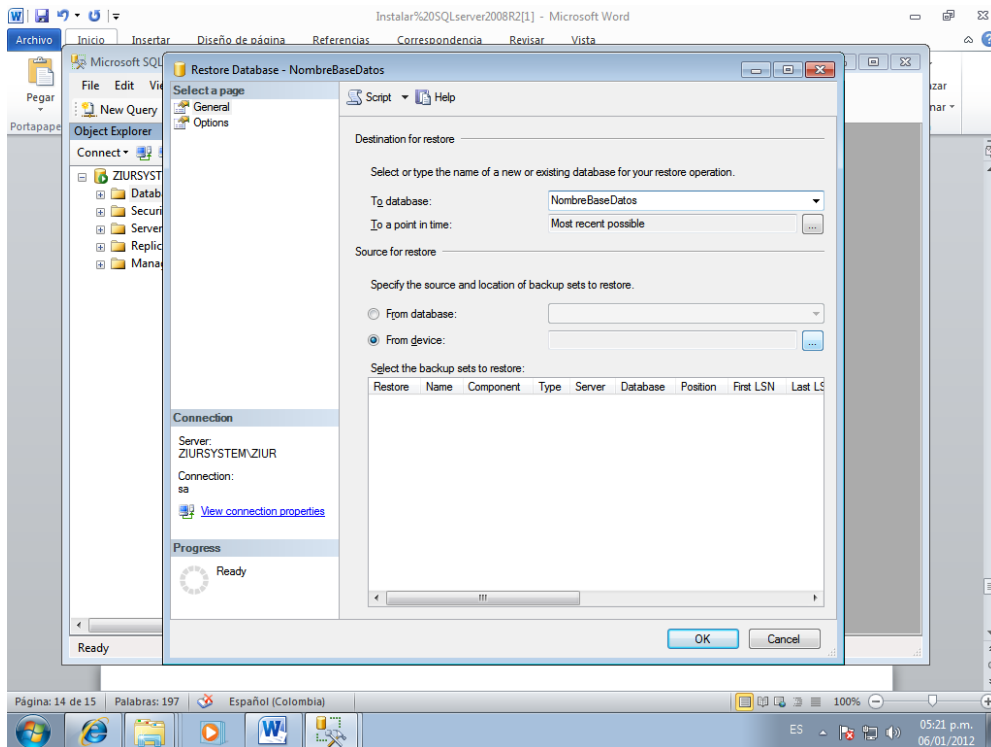 Instalar%20SQLserver2008R2[1] - Microsoft Word
Archivo Inicio Insertar Diseño de página Referencias Correspondencia Revisar Vista
Pegar
Portapape
Microsoft SQL
File Edit Vie
New Query
Object Explorer
Connect
ZIURSYST
Datab
Securi
Server
Replic
Mana
Ready
Restore Database - NombreBaseDatos
Select a page
General
Options
Script Help
Destination for restore
Select or type the name of a new or existing database for your restore operation.
To database: NombreBaseDatos
To a point in time: Most recent possible
...
Source for restore
Specify the source and location of backup sets to restore.
From database:
From device:
...
Select the backup sets to restore:
Restore Name Component Type Server Database Position First LSN Last LS
Connection
Server:
ZIURSYSTEM\ZIUR
Connection:
sa
View connection properties
Progress
Ready
OK Cancel
Página: 14 de 15 Palabras: 197 Español (Colombia) 100%
ES
05:21 p.m.
06/01/2012